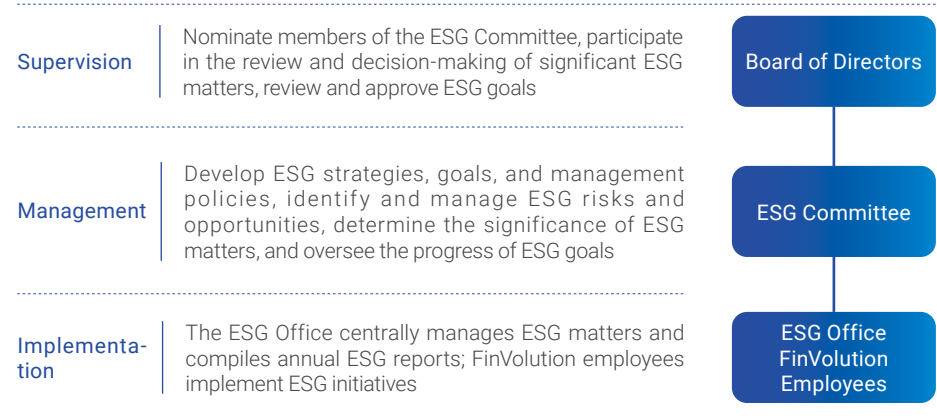 Supervision
Nominate members of the ESG Committee, participate
in the review and decision-making of significant ESG
matters, review and approve ESG goals
Board of Directors
Management
Develop ESG strategies, goals, and management
policies, identify and manage ESG risks and
opportunities, determine the significance of ESG
matters, and oversee the progress of ESG goals
ESG Committee
Implementa-
tion
The ESG Office centrally manages ESG matters and
compiles annual ESG reports; FinVolution employees
implement ESG initiatives
ESG Office
FinVolution
Employees